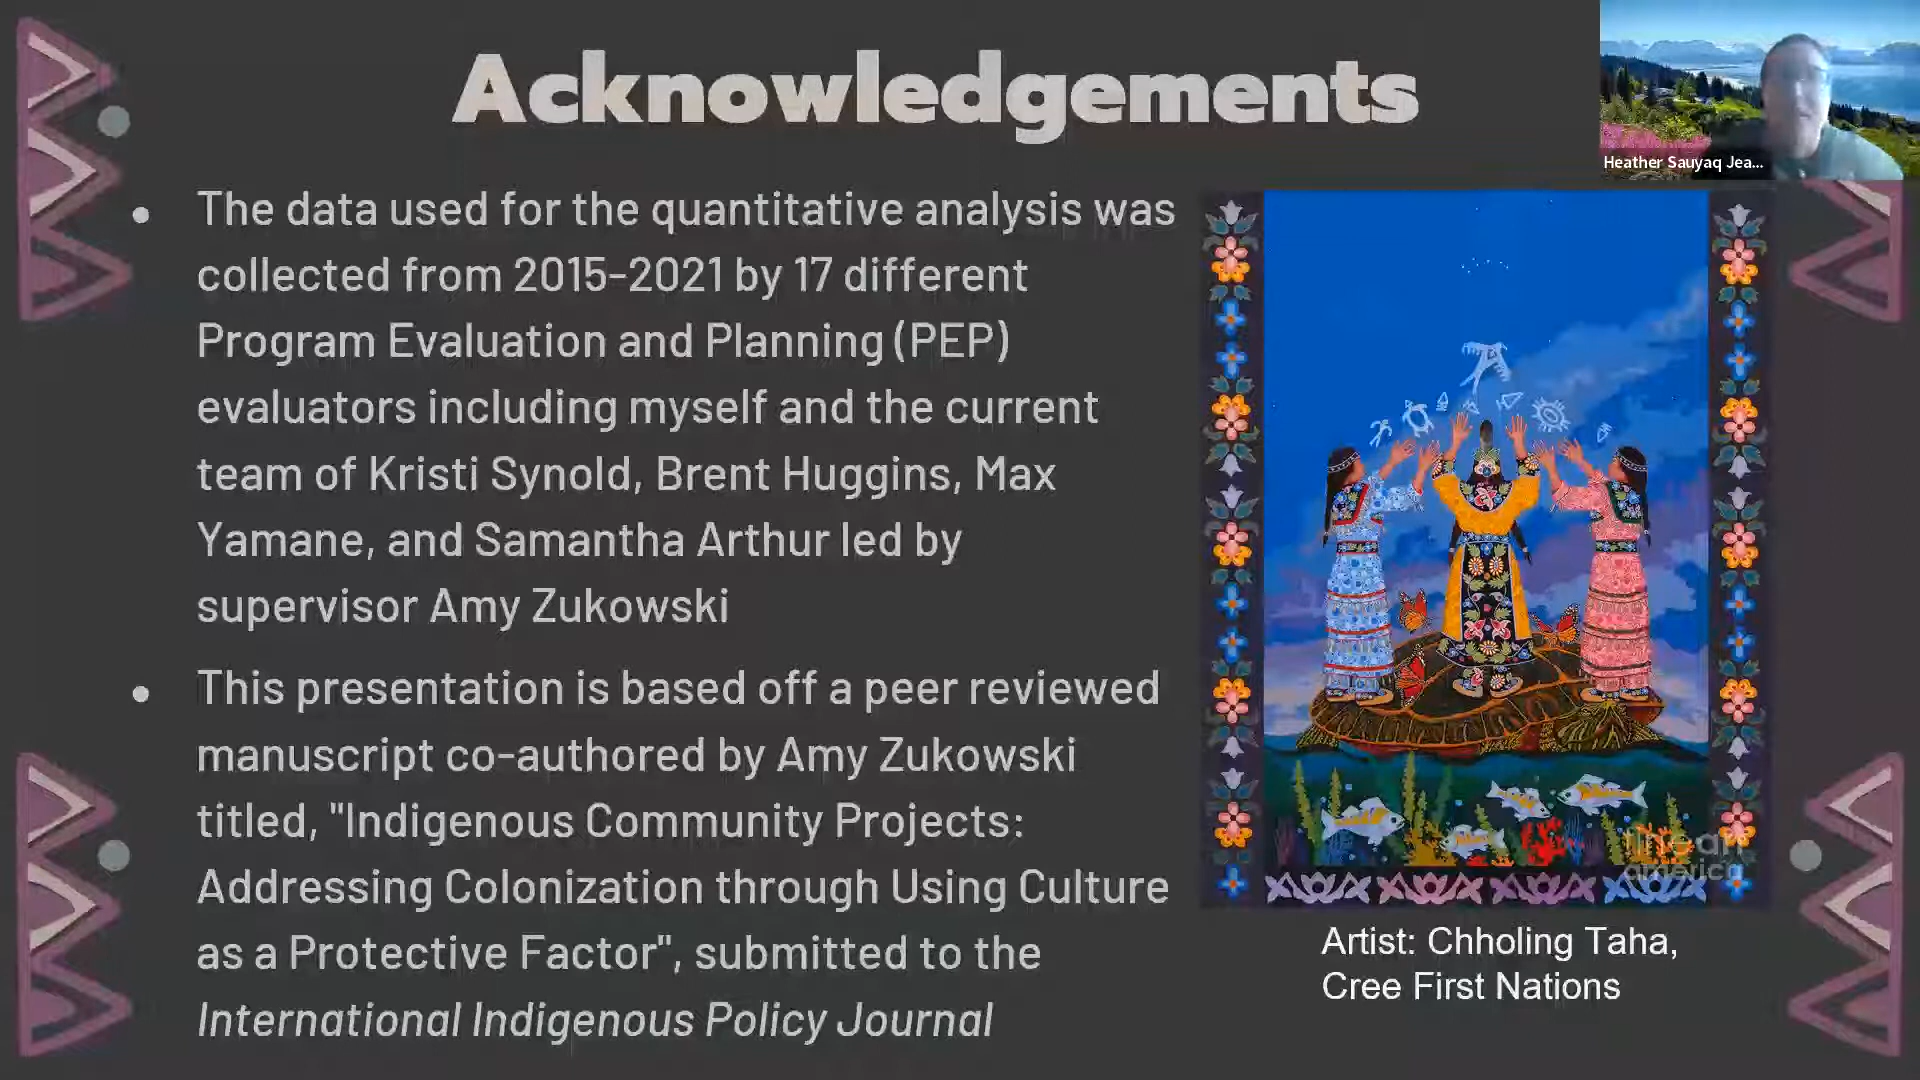 Acknowledgements
Heather Sauyaq Jea...
• The data used for the quantitative analysis was
collected from 2015-2021 by 17 different
Program Evaluation and Planning (PEP)
evaluators including myself and the current
team of Kristi Synold, Brent Huggins, Max
Yamane, and Samantha Arthur led by
supervisor Amy Zukowski
• This presentation is based off a peer reviewed
manuscript co-authored by Amy Zukowski
titled, "Indigenous Community Projects:
Addressing Colonization through Using Culture
as a Protective Factor", submitted to the
International Indigenous Policy Journal
fine art
america
Artist: Chholing Taha,
Cree First Nations